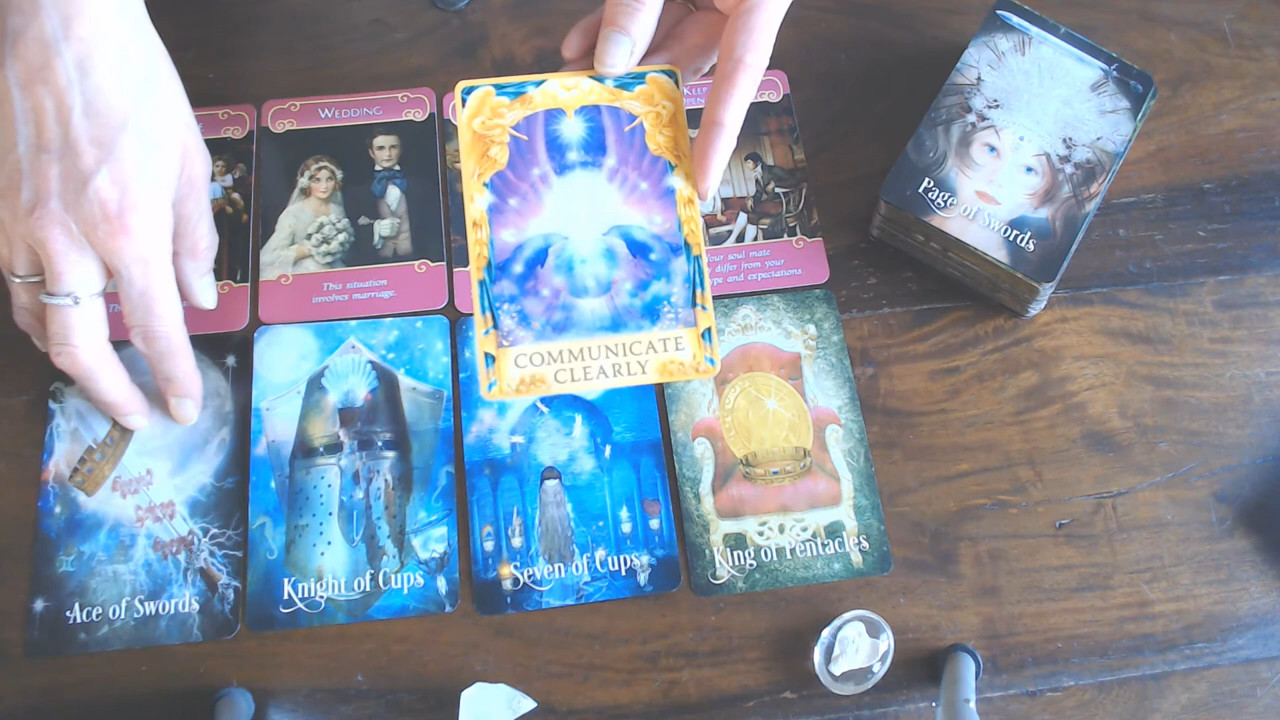 WEDDING
KEEP
OPEN
This situation
involves marriage.
Your soul mate
differ from your
and expectations.
COMMUNICATE
CLEARLY
Page of Swords
Ace of Swords
Knight of Cups
Seven of Cups
King of Pentacles